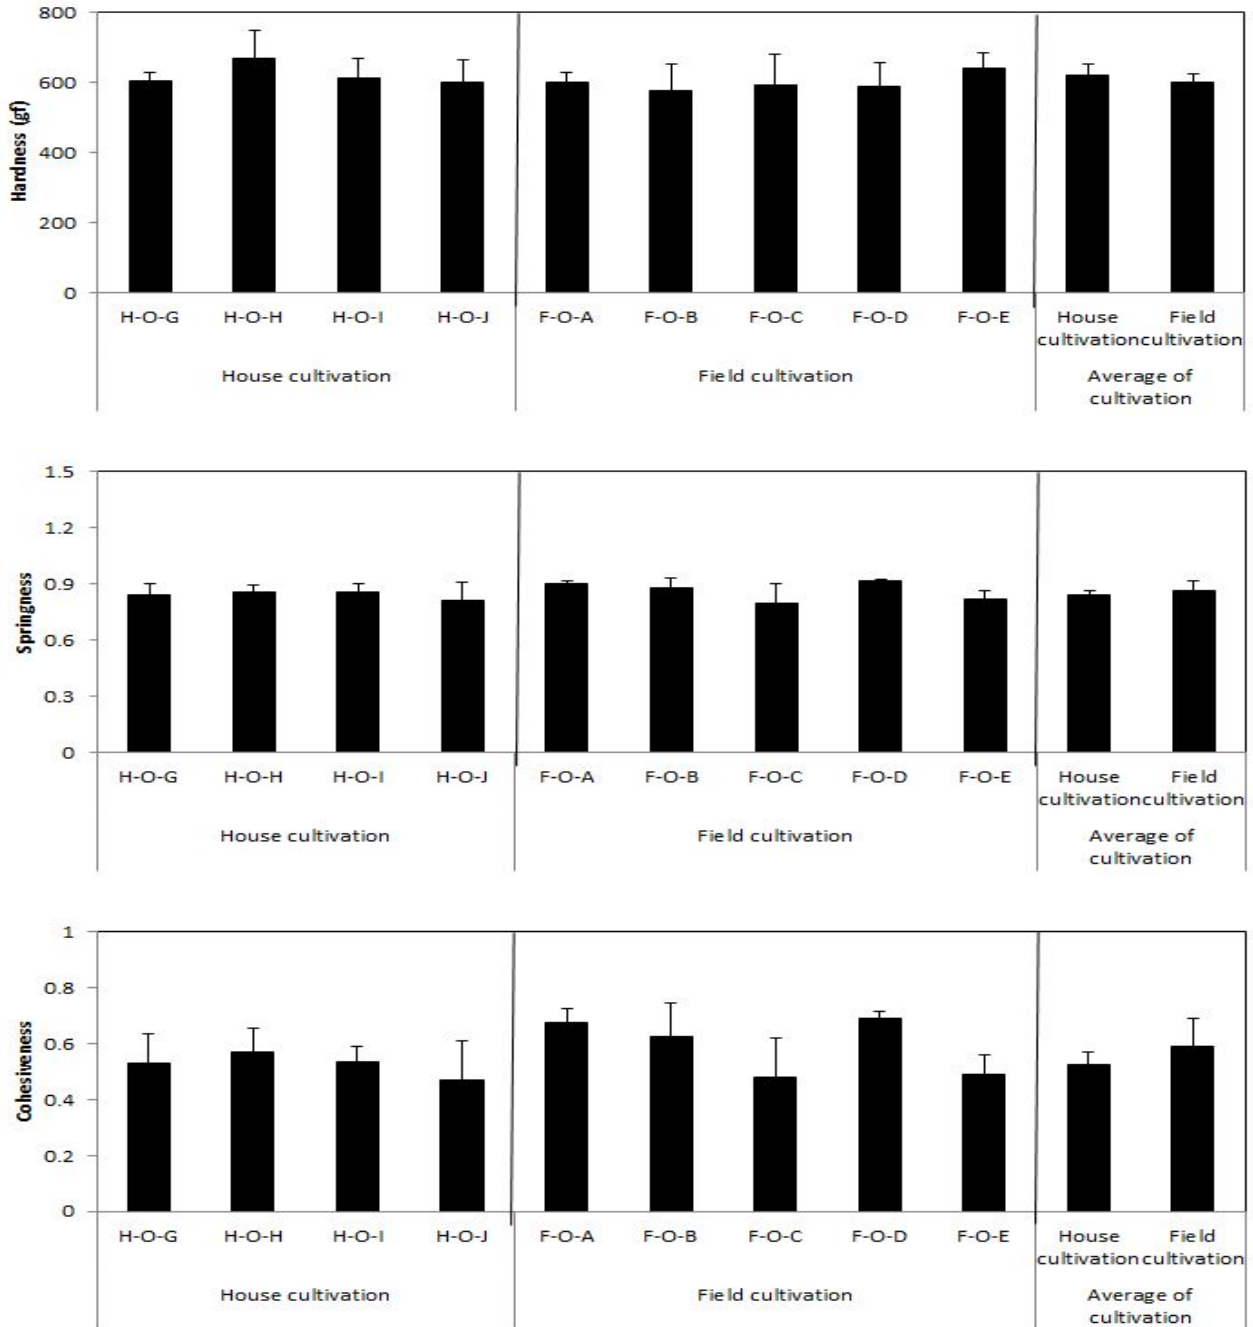 800
600
400
200
0
Hardness (gf)
H-O-G H-O-H H-O-I H-O-J F-O-A F-O-B F-O-C F-O-D F-O-E House Field
cultivation cultivation
House cultivation Field cultivation Average of
cultivation
1.5
1.2
0.9
0.6
0.3
0
Springness
H-O-G H-O-H H-O-I H-O-J F-O-A F-O-B F-O-C F-O-D F-O-E House Field
cultivation cultivation
House cultivation Field cultivation Average of
cultivation
1
0.8
0.6
0.4
0.2
0
Cohesiveness
H-O-G H-O-H H-O-I H-O-J F-O-A F-O-B F-O-C F-O-D F-O-E House Field
cultivation cultivation
House cultivation Field cultivation Average of
cultivation